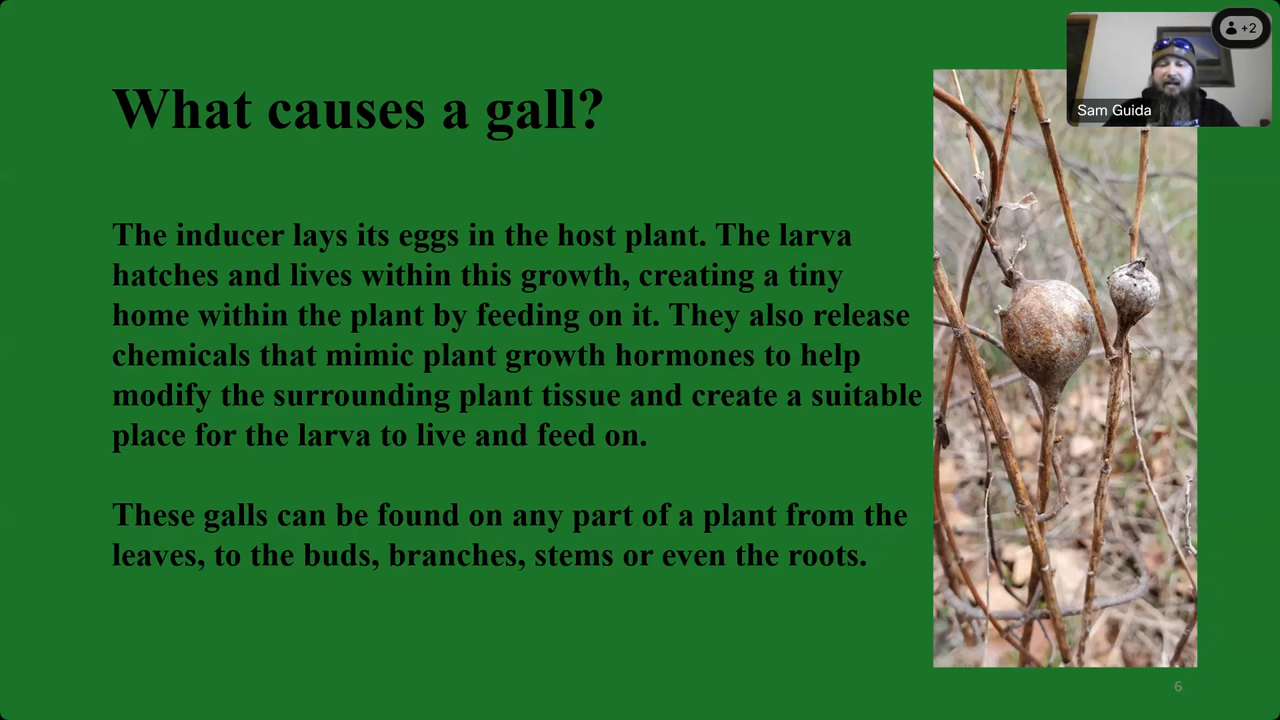 +2
Sam Guida
What causes a gall?
The inducer lays its eggs in the host plant. The larva
hatches and lives within this growth, creating a tiny
home within the plant by feeding on it. They also release
chemicals that mimic plant growth hormones to help
modify the surrounding plant tissue and create a suitable
place for the larva to live and feed on.
These galls can be found on any part of a plant from the
leaves, to the buds, branches, stems or even the roots.
6